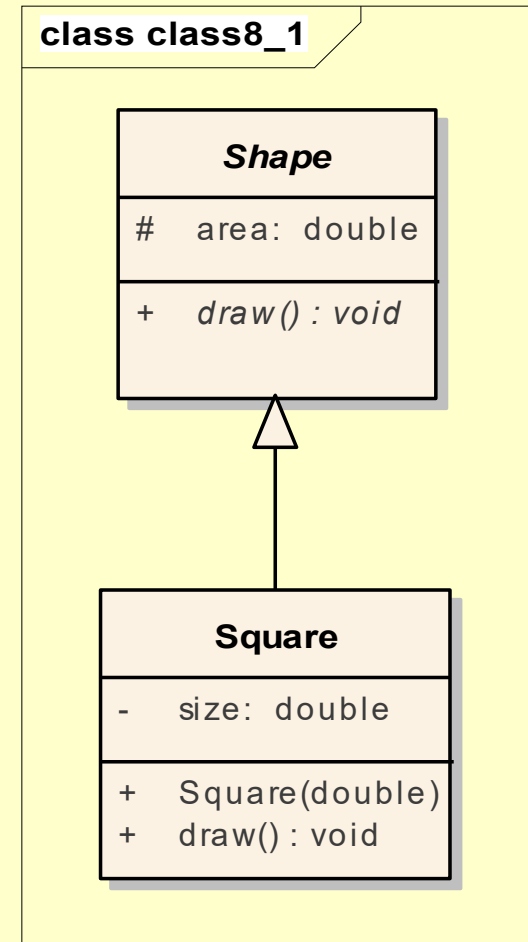 class class8_1
Shape
# area: double
+ draw() : void
Square
- size: double
+ Square(double)
+ draw() : void